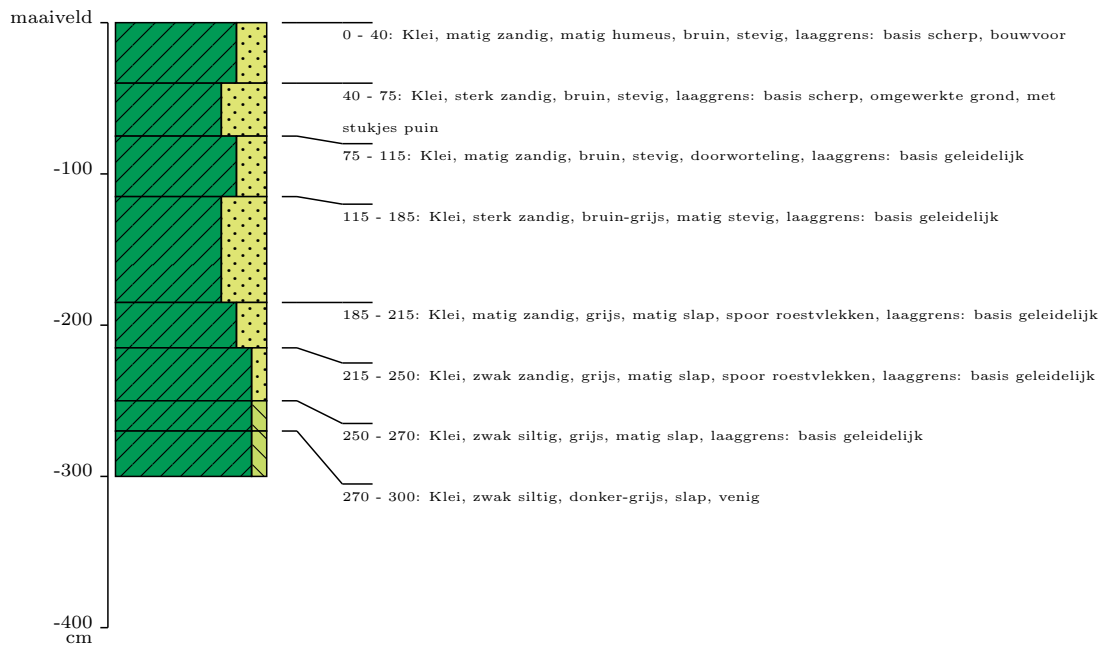 maaiveld
0 - 40: Klei, matig zandig, matig humeus, bruin, stevig, laaggrens: basis scherp, bouwvoor
40 - 75: Klei, sterk zandig, bruin, stevig, laaggrens: basis scherp, omgewerkte grond, met
stukjes puin
75 - 115: Klei, matig zandig, bruin, stevig, doorworteling, laaggrens: basis geleidelijk
-100
115 - 185: Klei, sterk zandig, bruin-grijs, matig stevig, laaggrens: basis geleidelijk
185 - 215: Klei, matig zandig, grijs, matig slap, spoor roestvlekken, laaggrens: basis geleidelijk
-200
215 - 250: Klei, zwak zandig, grijs, matig slap, spoor roestvlekken, laaggrens: basis geleidelijk
250 - 270: Klei, zwak siltig, grijs, matig slap, laaggrens: basis geleidelijk
-300
270 - 300: Klei, zwak siltig, donker-grijs, slap, venig
-400
cm